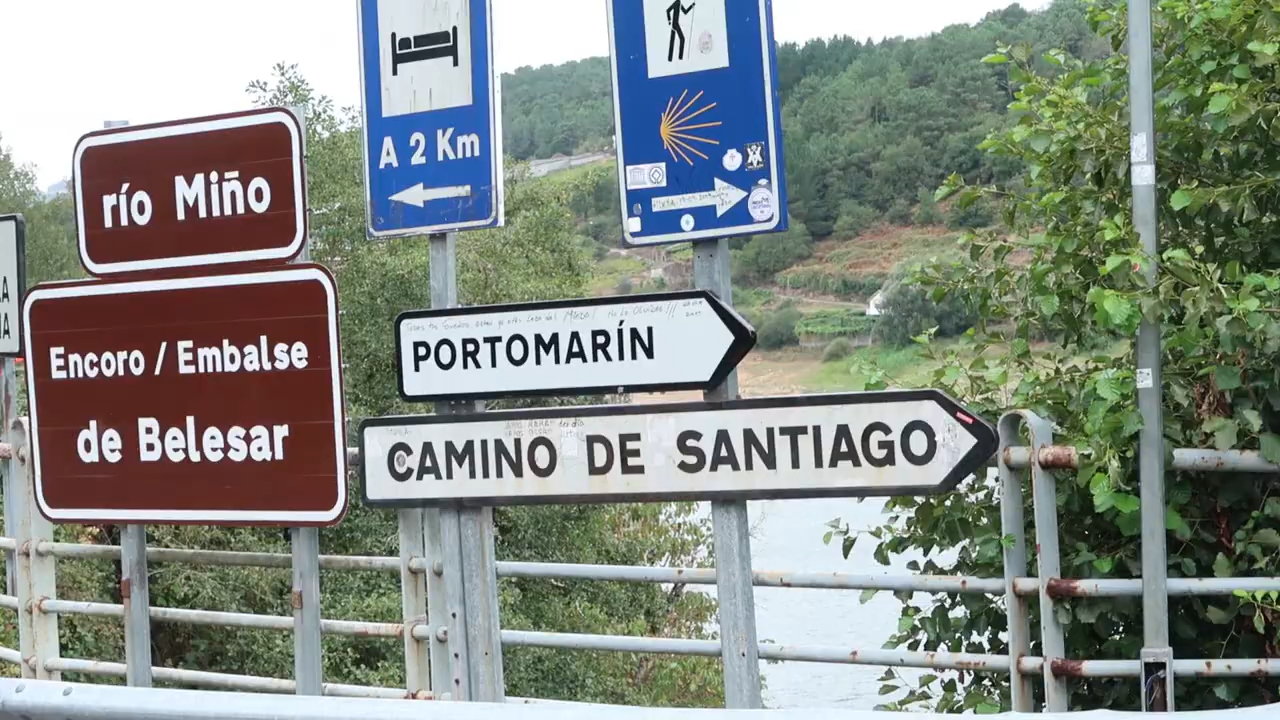 río Miño
Encoro / Embalse
de Belesar
A 2 Km
PORTOMARÍN
CAMINO DE SANTIAGO